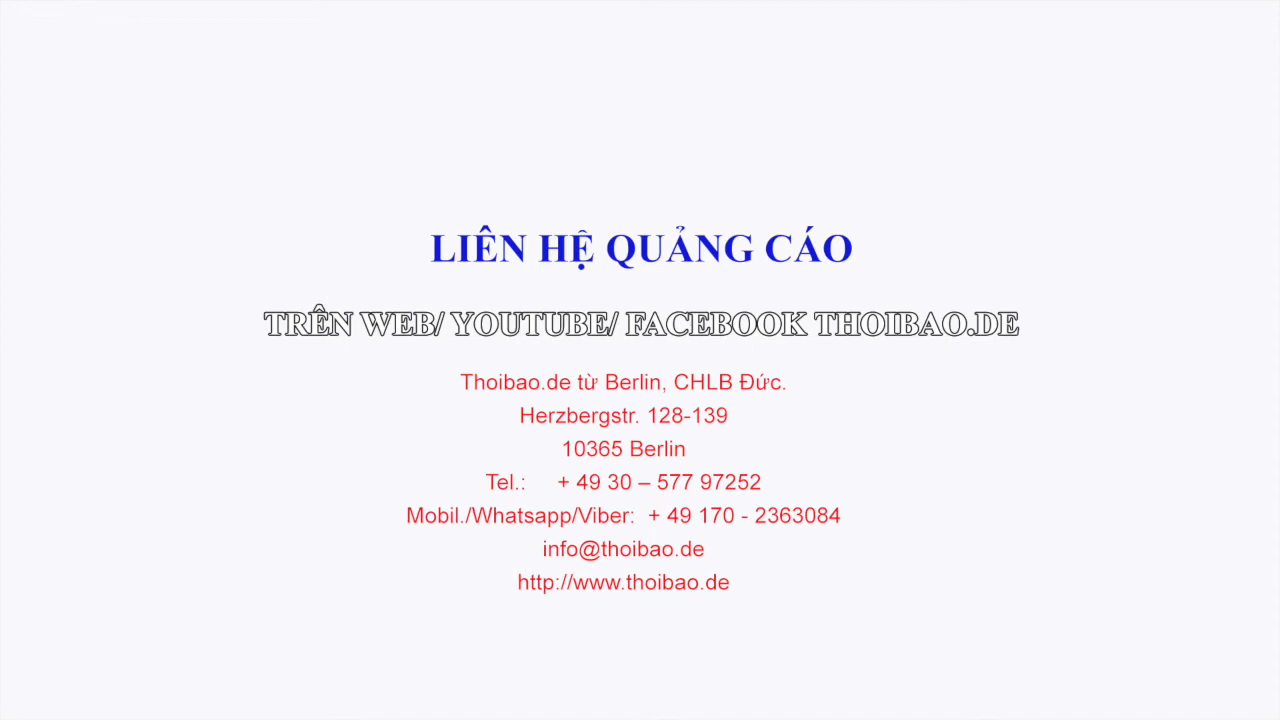 LIÊN HỆ QUẢNG CÁO
TRÊN WEB/ YOUTUBE/ FACEBOOK THOIBAO.DE
Thoibao.de từ Berlin, CHLB Đức.
Herzbergstr. 128-139
10365 Berlin
Tel.: + 49 30 – 577 97252
Mobil./Whatsapp/Viber: + 49 170 - 2363084
info@thoibao.de
http://www.thoibao.de